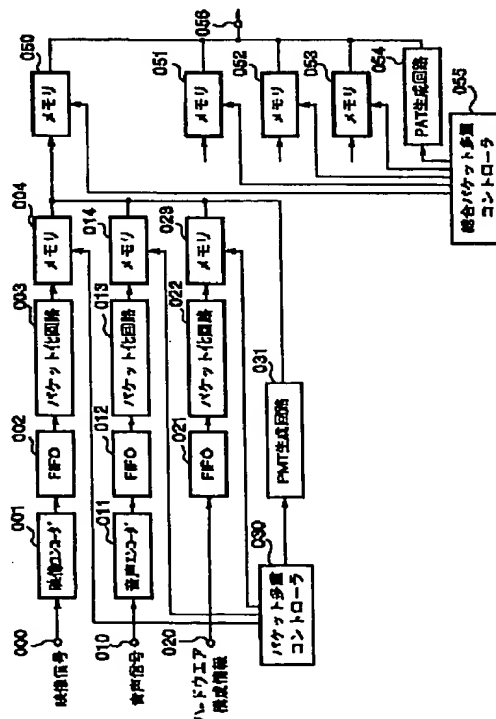 000
映像信号
001
映像エンコーダ
002
FIFO
003
パケット化回路
004
メモリ
050
メモリ
056
010
音声信号
011
音声エンコーダ
012
FIFO
013
パケット化回路
014
メモリ
051
メモリ
020
ハードウエア
構成情報
021
FIFO
022
パケット化回路
023
メモリ
052
メモリ
053
メモリ
030
パケット多重
コントローラ
031
PMT生成回路
054
PAT生成回路
055
総合パケット多重
コントローラ